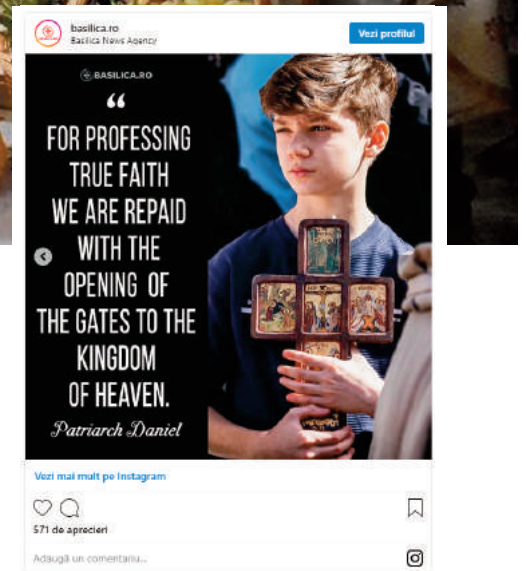 basilica.ro
Basilica News Agency
Vezi profilul
BASILICA.RO
“
FOR PROFESSING
TRUE FAITH
WE ARE REPAID
WITH THE
OPENING OF
THE GATES TO THE
KINGDOM
OF HEAVEN.
Patriarch Daniel
Vezi mai mult pe Instagram
571 de aprecieri
Adaugă un comentariu...